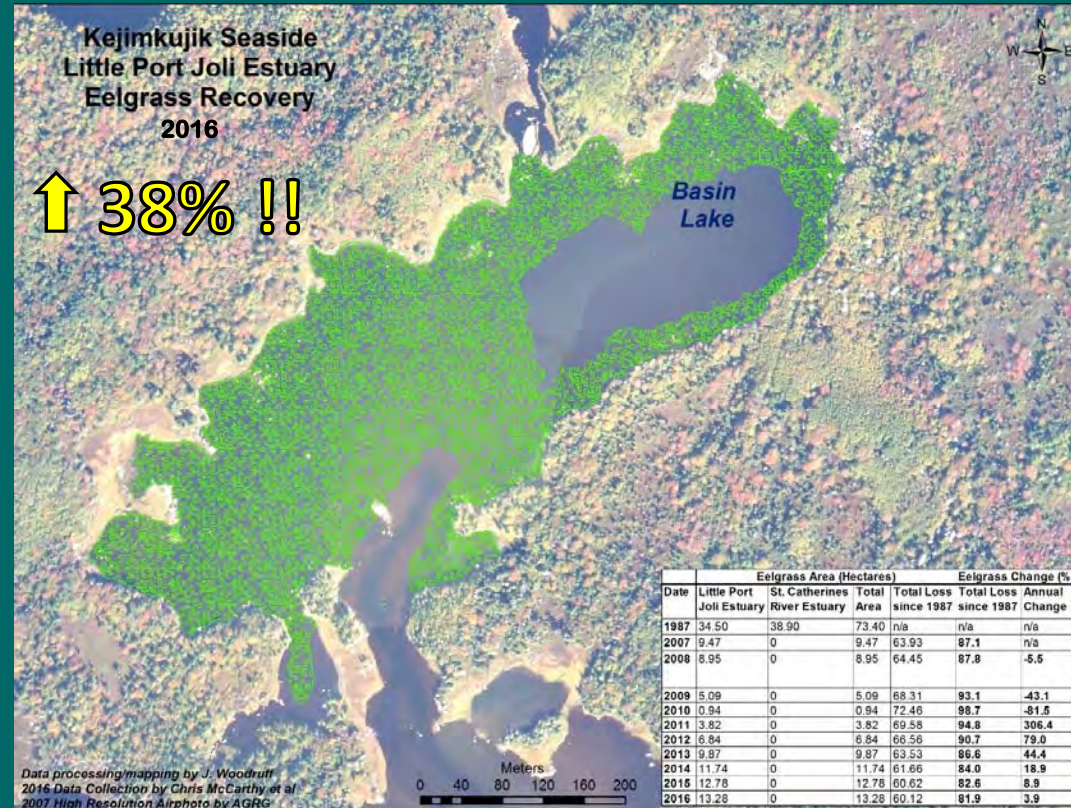 Kejimkujik Seaside
Little Port Joli Estuary
Eelgrass Recovery
2016
38% !!
N
W E
S
Basin
Lake
Eelgrass Area (Hectares) Eelgrass Change (%
Date Little Port Joli Estuary St. Catherines River Estuary Total Area Total Loss since 1987 Total Loss since 1987 Annual Change
1987 34.50 38.90 73.40 n/a n/a n/a
2007 9.47 0 9.47 63.93 87.1 n/a
2008 8.95 0 8.95 64.45 87.8 -5.5
2009 5.09 0 5.09 68.31 93.1 -43.1
2010 0.94 0 0.94 72.46 98.7 -81.5
2011 3.82 0 3.82 69.58 94.8 306.4
2012 6.84 0 6.84 66.56 90.7 79.0
2013 9.87 0 9.87 63.53 86.6 44.4
2014 11.74 0 11.74 61.66 84.0 18.9
2015 12.78 0 12.78 60.62 82.6 8.9
2016 13.28 0 13.28 60.12 81.9 3.9
Meters
0 40 80 120 160 200
Data processing/mapping by J. Woodruff
2016 Data Collection by Chris McCarthy et al
2007 High Resolution Airphoto by AGRG